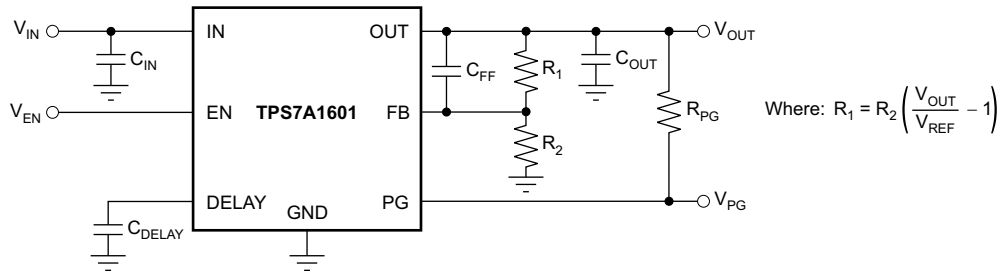 V_IN
IN
OUT
V_OUT
C_IN
C_FF
R_1
C_OUT
V_EN
EN
TPS7A1601
FB
R_PG
Where: R_1 = R_2 ( V_OUT / V_REF − 1 )
R_2
DELAY
GND
PG
V_PG
C_DELAY